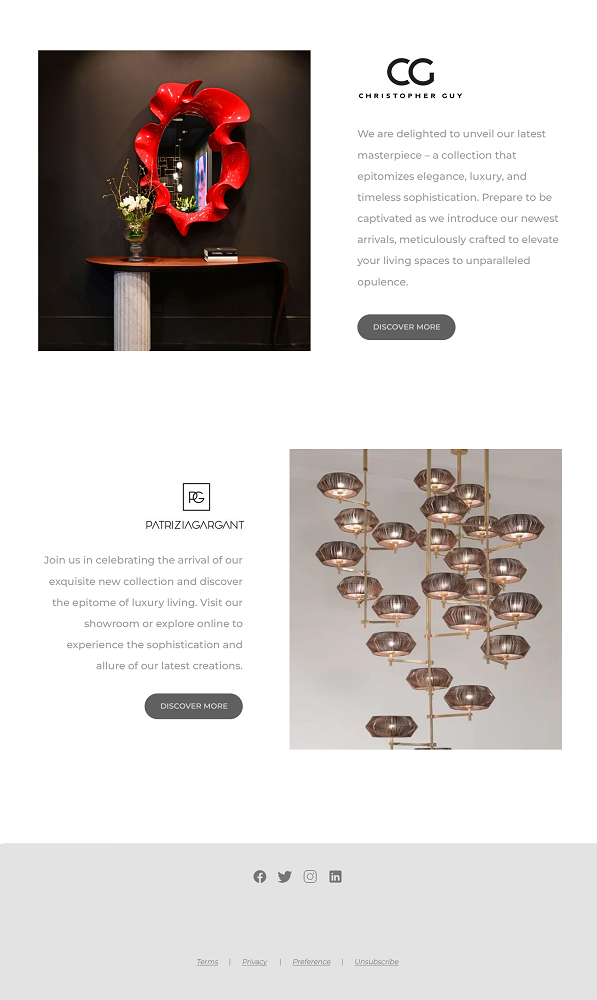 CG
CHRISTOPHER GUY
We are delighted to unveil our latest
masterpiece – a collection that
epitomizes elegance, luxury, and
timeless sophistication. Prepare to be
captivated as we introduce our newest
arrivals, meticulously crafted to elevate
your living spaces to unparalleled
opulence.
DISCOVER MORE
PG
PATRIZIAGARGANT
Join us in celebrating the arrival of our
exquisite new collection and discover
the epitome of luxury living. Visit our
showroom or explore online to
experience the sophistication and
allure of our latest creations.
DISCOVER MORE
Terms | Privacy | Preference | Unsubscribe